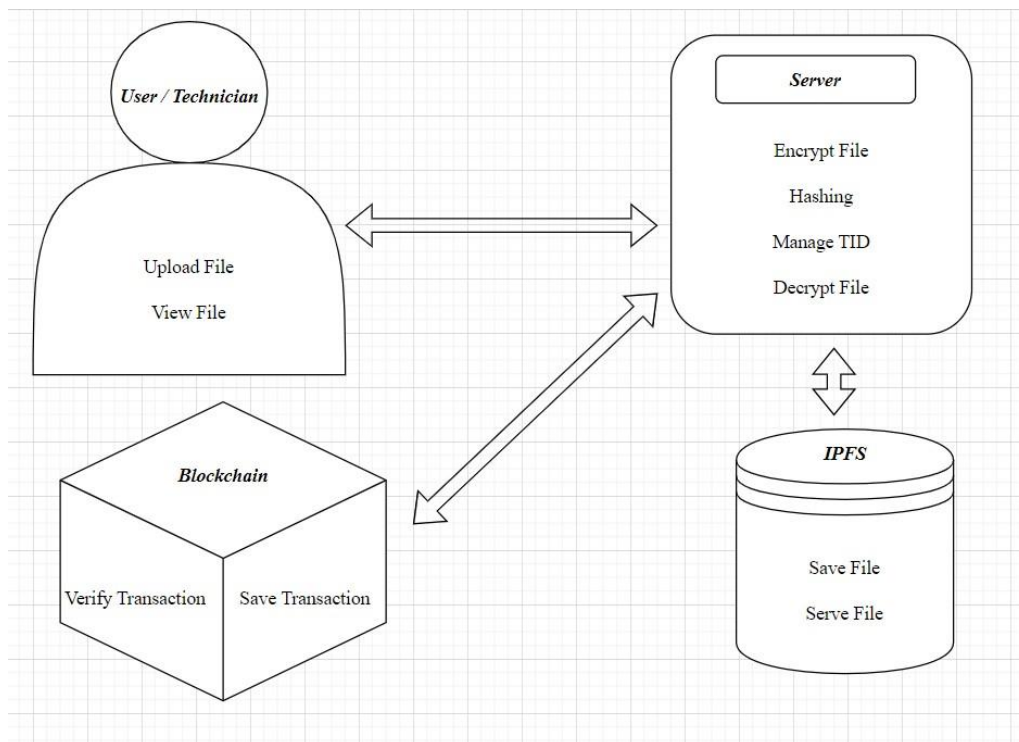 User / Technician
Upload File
View File
Server
Encrypt File
Hashing
Manage TID
Decrypt File
Blockchain
Verify Transaction
Save Transaction
IPFS
Save File
Serve File